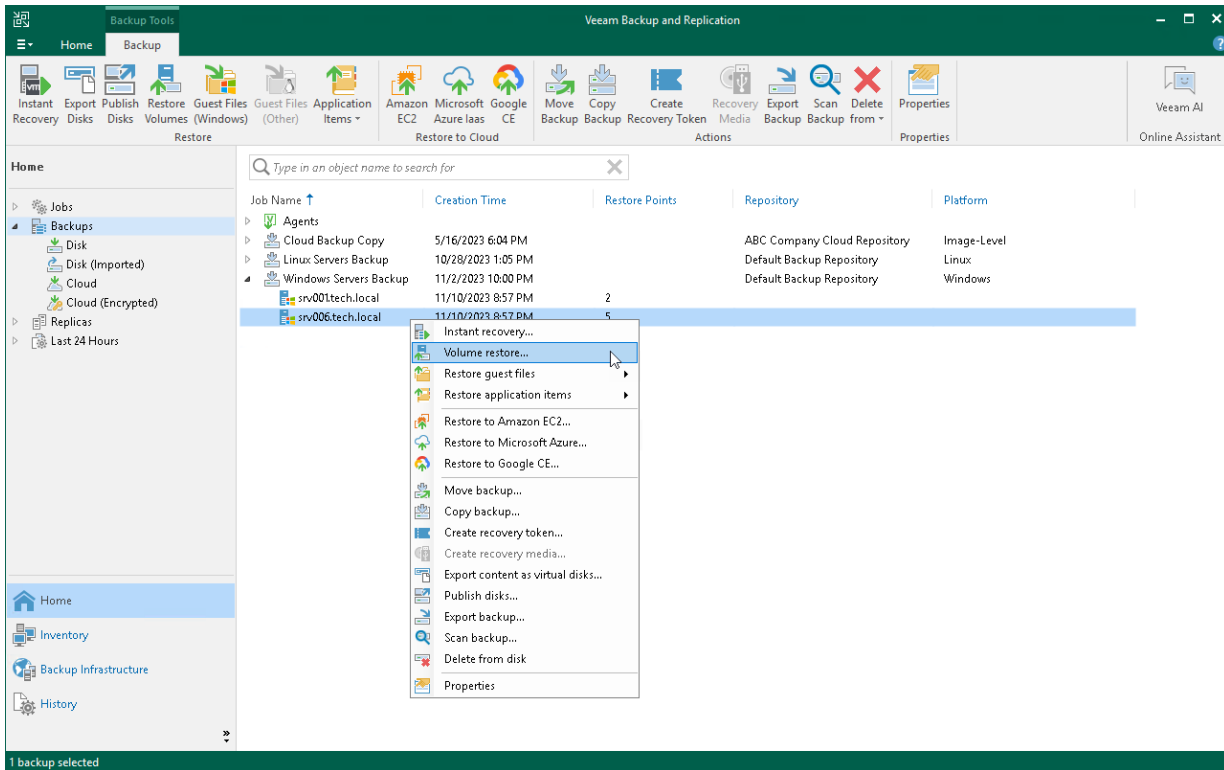 Backup Tools
Veeam Backup and Replication
Home
Backup
Instant Recovery
Export Disks
Publish Disks
Restore Volumes
Guest Files (Windows)
Guest Files (Other)
Application Items
Amazon EC2
Microsoft Azure Iaas
Google CE
Move Backup
Copy Backup
Create Recovery Token
Recovery Media
Export Backup
Scan Backup
Delete from
Properties
Veeam AI
Restore
Restore to Cloud
Actions
Properties
Online Assistant
Home
Type in an object name to search for
Job Name
Creation Time
Restore Points
Repository
Platform
Jobs
Backups
Disk
Disk (Imported)
Cloud
Cloud (Encrypted)
Replicas
Last 24 Hours
Agents
Cloud Backup Copy 5/16/2023 6:04 PM ABC Company Cloud Repository Image-Level
Linux Servers Backup 10/28/2023 1:05 PM Default Backup Repository Linux
Windows Servers Backup 11/2/2023 10:00 PM Default Backup Repository Windows
srv001.tech.local 11/10/2023 8:57 PM 2
srv006.tech.local 11/10/2023 8:57 PM 5
Instant recovery...
Volume restore...
Restore guest files
Restore application items
Restore to Amazon EC2...
Restore to Microsoft Azure...
Restore to Google CE...
Move backup...
Copy backup...
Create recovery token...
Create recovery media...
Export content as virtual disks...
Publish disks...
Export backup...
Scan backup...
Delete from disk
Properties
Home
Inventory
Backup Infrastructure
History
1 backup selected